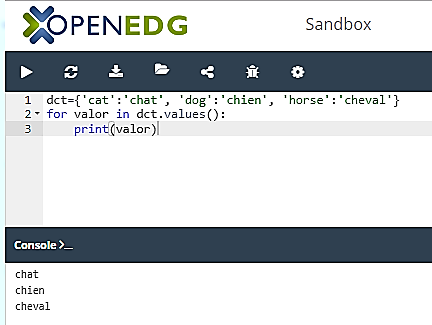 OPENEDG
Sandbox
1 dct={'cat':'chat', 'dog':'chien', 'horse':'cheval'}
2 for valor in dct.values():
3 print(valor)
Console >_
chat
chien
cheval